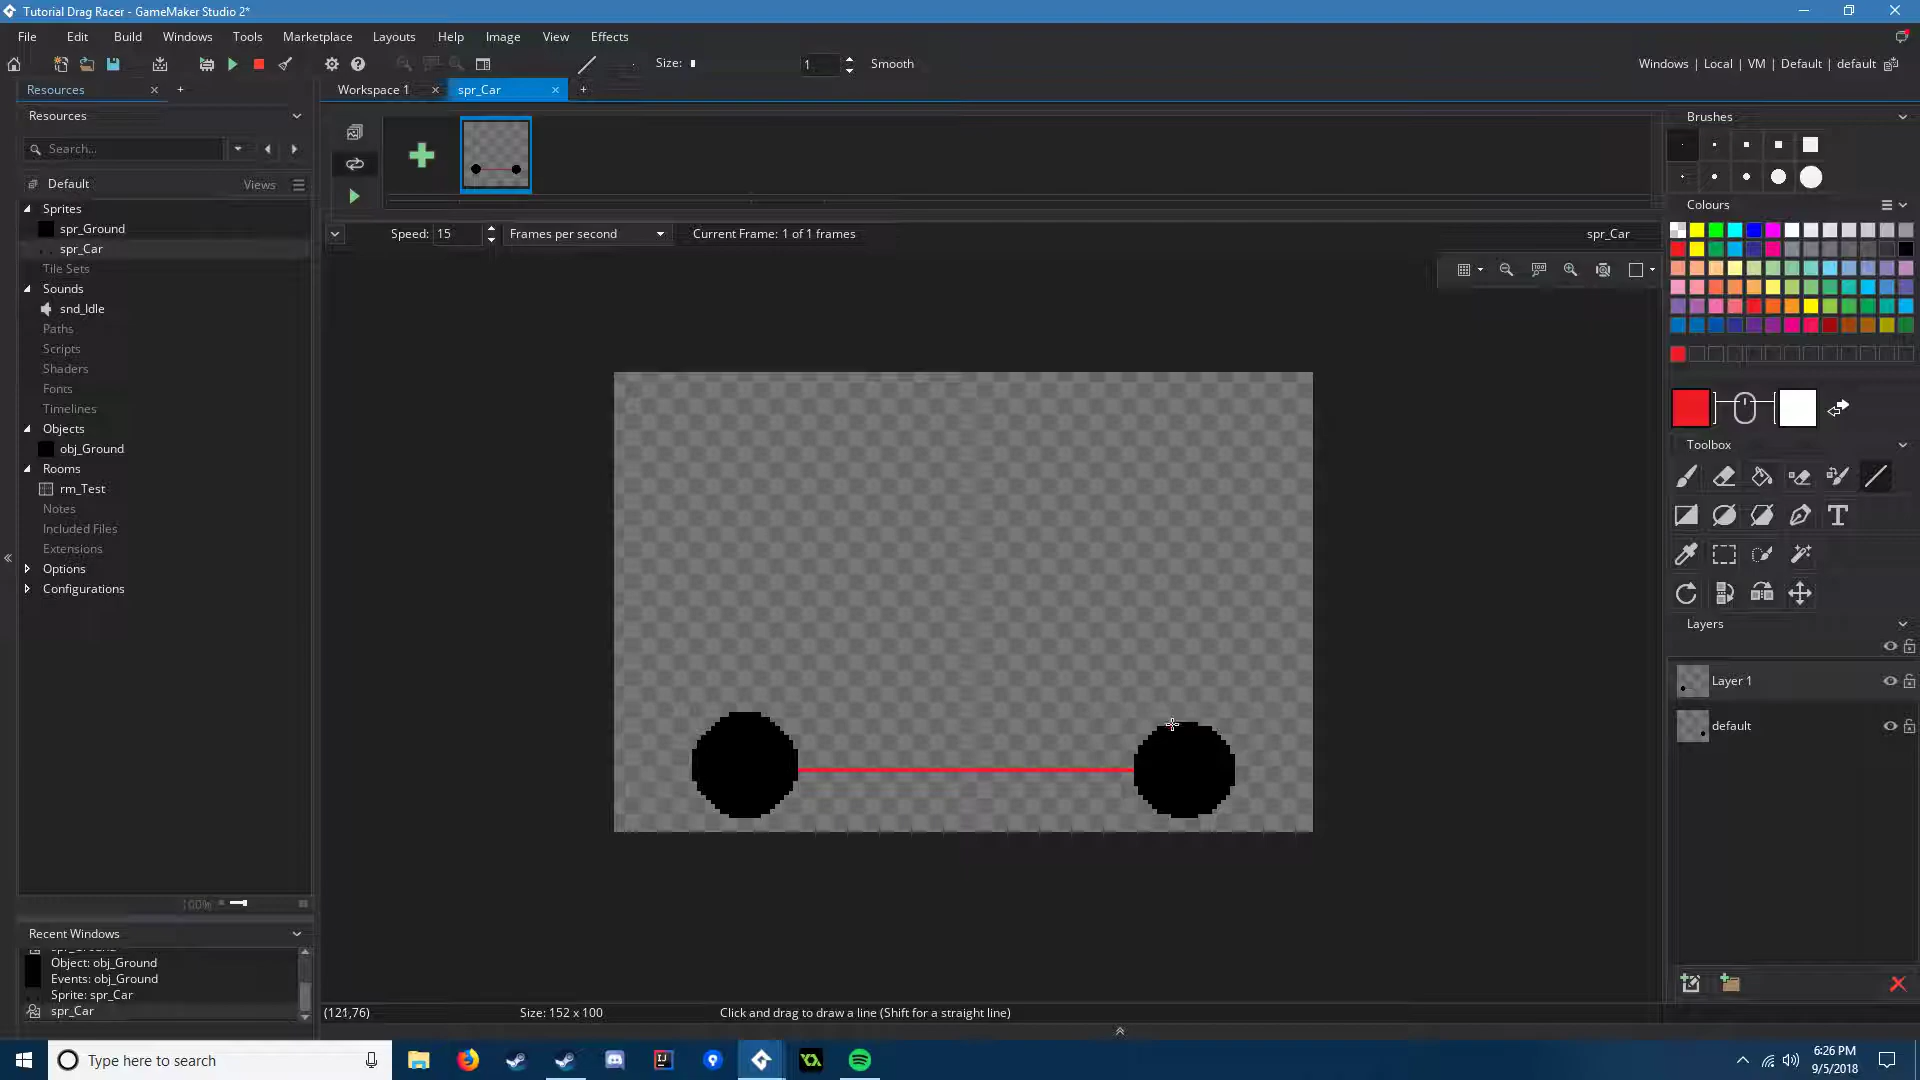 Tutorial Drag Racer - GameMaker Studio 2*
File Edit Build Windows Tools Marketplace Layouts Help Image View Effects
Size: 1 Smooth
Windows | Local | VM | Default | default
Resources
Workspace 1
spr_Car
Resources
Search...
Default
Views
Sprites
spr_Ground
spr_Car
Tile Sets
Sounds
snd_Idle
Paths
Scripts
Shaders
Fonts
Timelines
Objects
obj_Ground
Rooms
rm_Test
Notes
Included Files
Extensions
Options
Configurations
100%
Recent Windows
spr_Ground
Object: obj_Ground
Events: obj_Ground
Sprite: spr_Car
spr_Car
Speed: 15
Frames per second
Current Frame: 1 of 1 frames
spr_Car
(121,76)
Size: 152 x 100
Click and drag to draw a line (Shift for a straight line)
Brushes
Colours
Toolbox
T
Layers
Layer 1
default
Type here to search
6:26 PM
9/5/2018